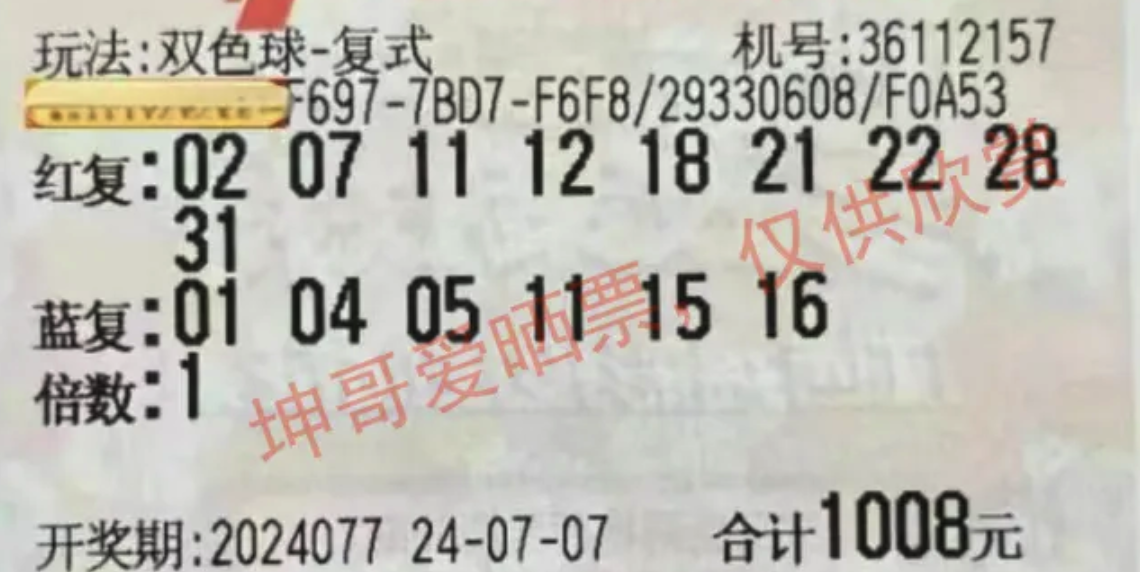 玩法:双色球-复式 机号:36112157
F697-7BD7-F6F8/29330608/F0A53
红复:02 07 11 12 18 21 22 28
31
蓝复:01 04 05 11 15 16
倍数:1
坤哥爱晒票,仅供欣赏
开奖期:2024077 24-07-07 合计1008元